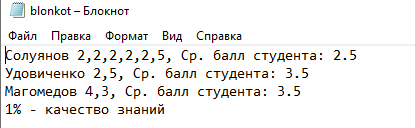 blonkot – Блокнот
Файл Правка Формат Вид Справка
Солуянов 2,2,2,2,2,5, Ср. балл студента: 2.5
Удовиченко 2,5, Ср. балл студента: 3.5
Магомедов 4,3, Ср. балл студента: 3.5
1% - качество знаний